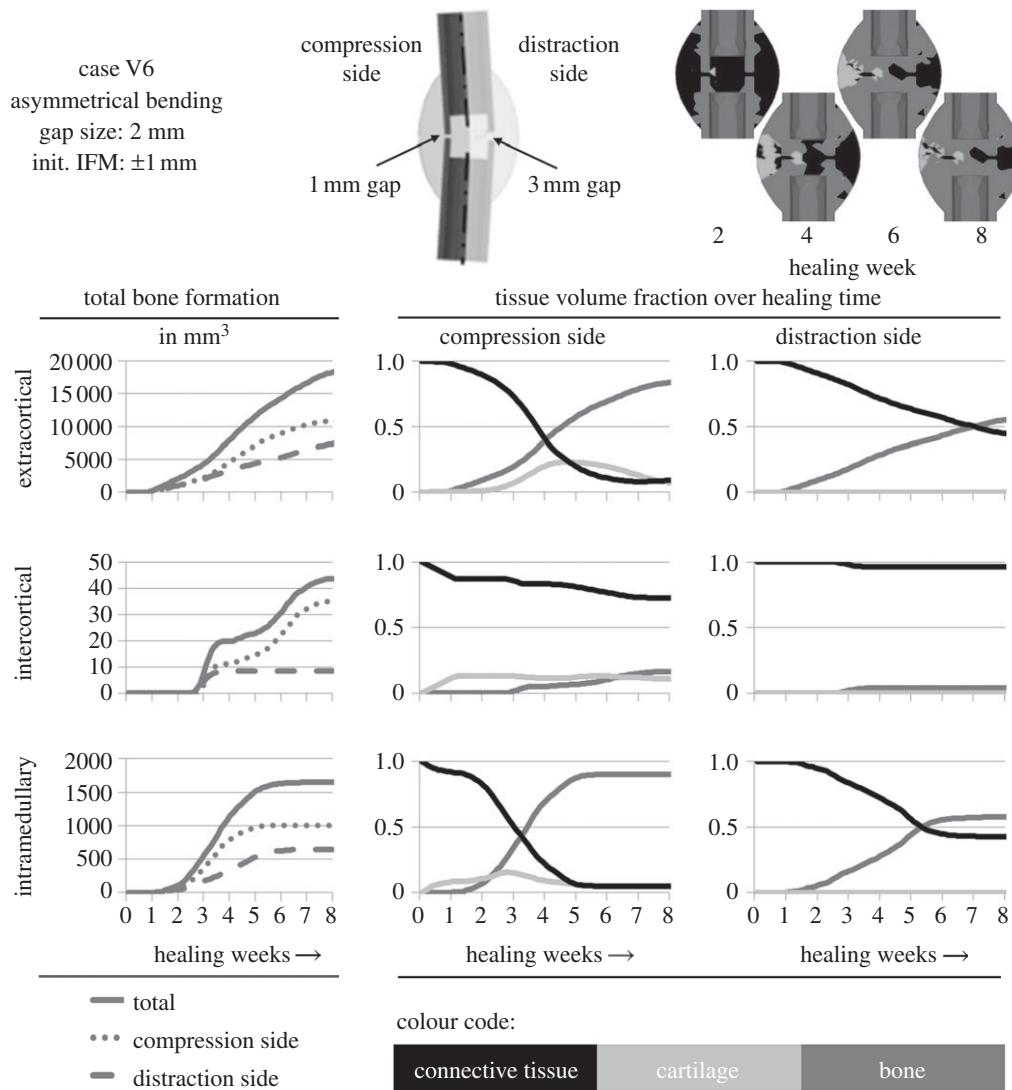 case V6
asymmetrical bending
gap size: 2 mm
init. IFM: ±1 mm
compression
side
distraction
side
1 mm gap
3 mm gap
2 4 6 8
healing week
total bone formation
in mm³
tissue volume fraction over healing time
compression side
distraction side
extracortical
20 000
15 000
10 000
5000
0
1.0
0.5
0
1.0
0.5
0
intercortical
50
40
30
20
10
0
1.0
0.5
0
1.0
0.5
0
intramedullary
2000
1500
1000
500
0
1.0
0.5
0
1.0
0.5
0
0 1 2 3 4 5 6 7 8
0 1 2 3 4 5 6 7 8
0 1 2 3 4 5 6 7 8
healing weeks →
healing weeks →
healing weeks →
total
compression side
distraction side
colour code:
connective tissue
cartilage
bone